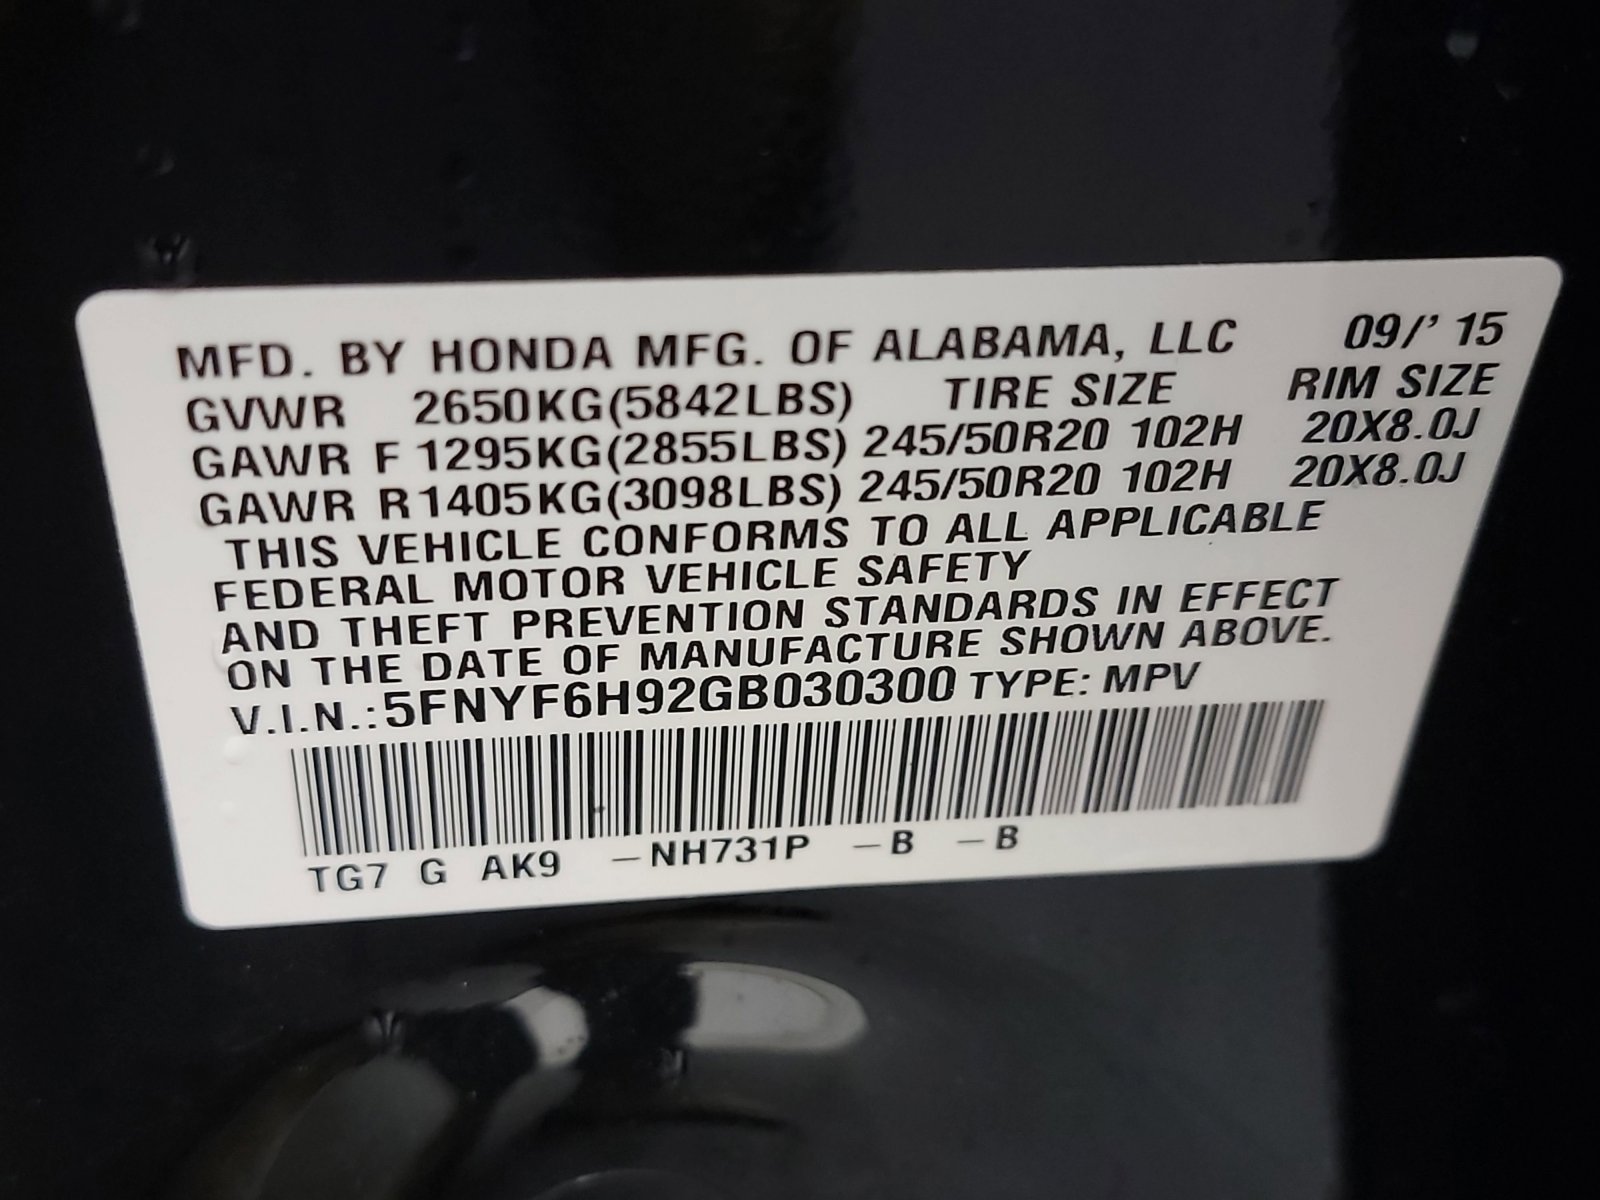 MFD. BY HONDA MFG. OF ALABAMA, LLC 09/' 15
GVWR 2650KG(5842LBS) TIRE SIZE RIM SIZE
GAWR F 1295KG(2855LBS) 245/50R20 102H 20X8.0J
GAWR R 1405KG(3098LBS) 245/50R20 102H 20X8.0J
THIS VEHICLE CONFORMS TO ALL APPLICABLE
FEDERAL MOTOR VEHICLE SAFETY
AND THEFT PREVENTION STANDARDS IN EFFECT
ON THE DATE OF MANUFACTURE SHOWN ABOVE.
V.I.N.: 5FNYF6H92GB030300 TYPE: MPV
TG7 G AK9 –NH731P –B –B